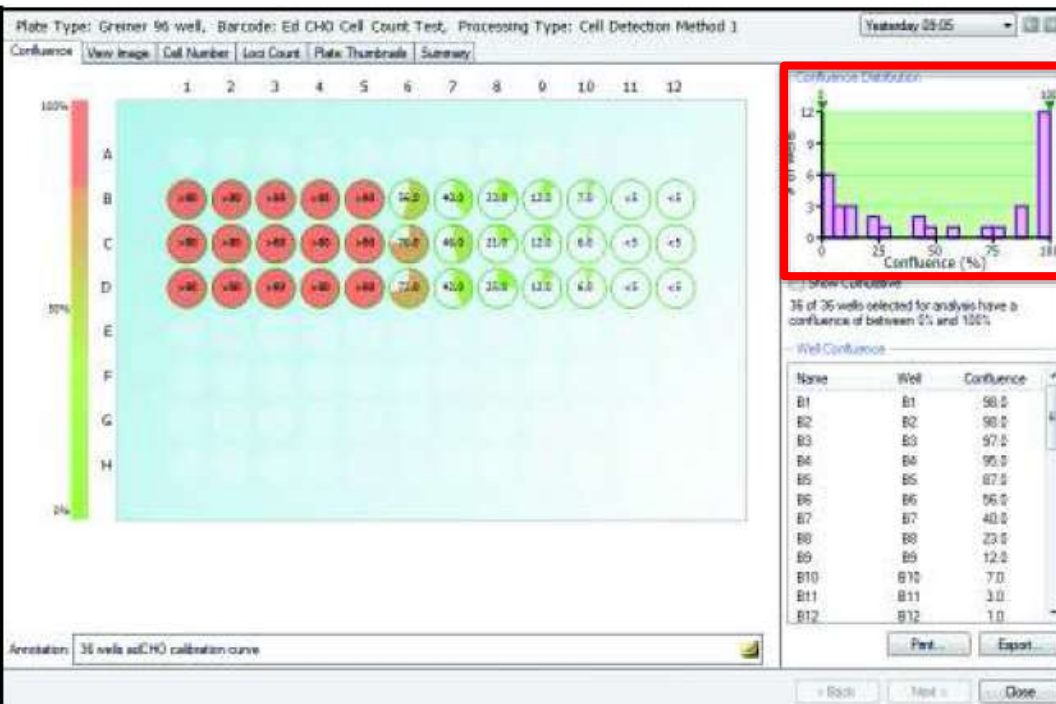 Plate Type: Greiner 96 well, Barcode: Ed CHO Cell Count Test, Processing Type: Cell Detection Method 1
Yesterday 09:05
Confluence View Image Cell Number Loci Count Plate Thumbnails Summary
1 2 3 4 5 6 7 8 9 10 11 12
100%
50%
0%
A
B >80 >80 >80 >80 >80 56.0 40.0 23.0 12.0 7.0 <5 <5
C >80 >80 >80 >80 >80 46.0 21.0 12.0 6.0 <5 <5
D >80 >80 >80 >80 >80 12.0 6.0 <5 <5
E
F
G
H
Confluence Distribution
# of Wells
12
9
6
3
0
0 25 50 75 100
Confluence (%)
Show Cumulative
36 of 36 wells selected for analysis have a
confluence of between 0% and 100%
Well Confluence
Name Well Confluence
B1 B1 98.0
B2 B2 98.0
B3 B3 97.0
B4 B4 95.0
B5 B5 87.0
B6 B6 56.0
B7 B7 40.0
B8 B8 23.0
B9 B9 12.0
B10 B10 7.0
B11 B11 3.0
B12 B12 1.0
Print... Export...
Annotation: 36 wells adCHO calibration curve
< Back Next > Close